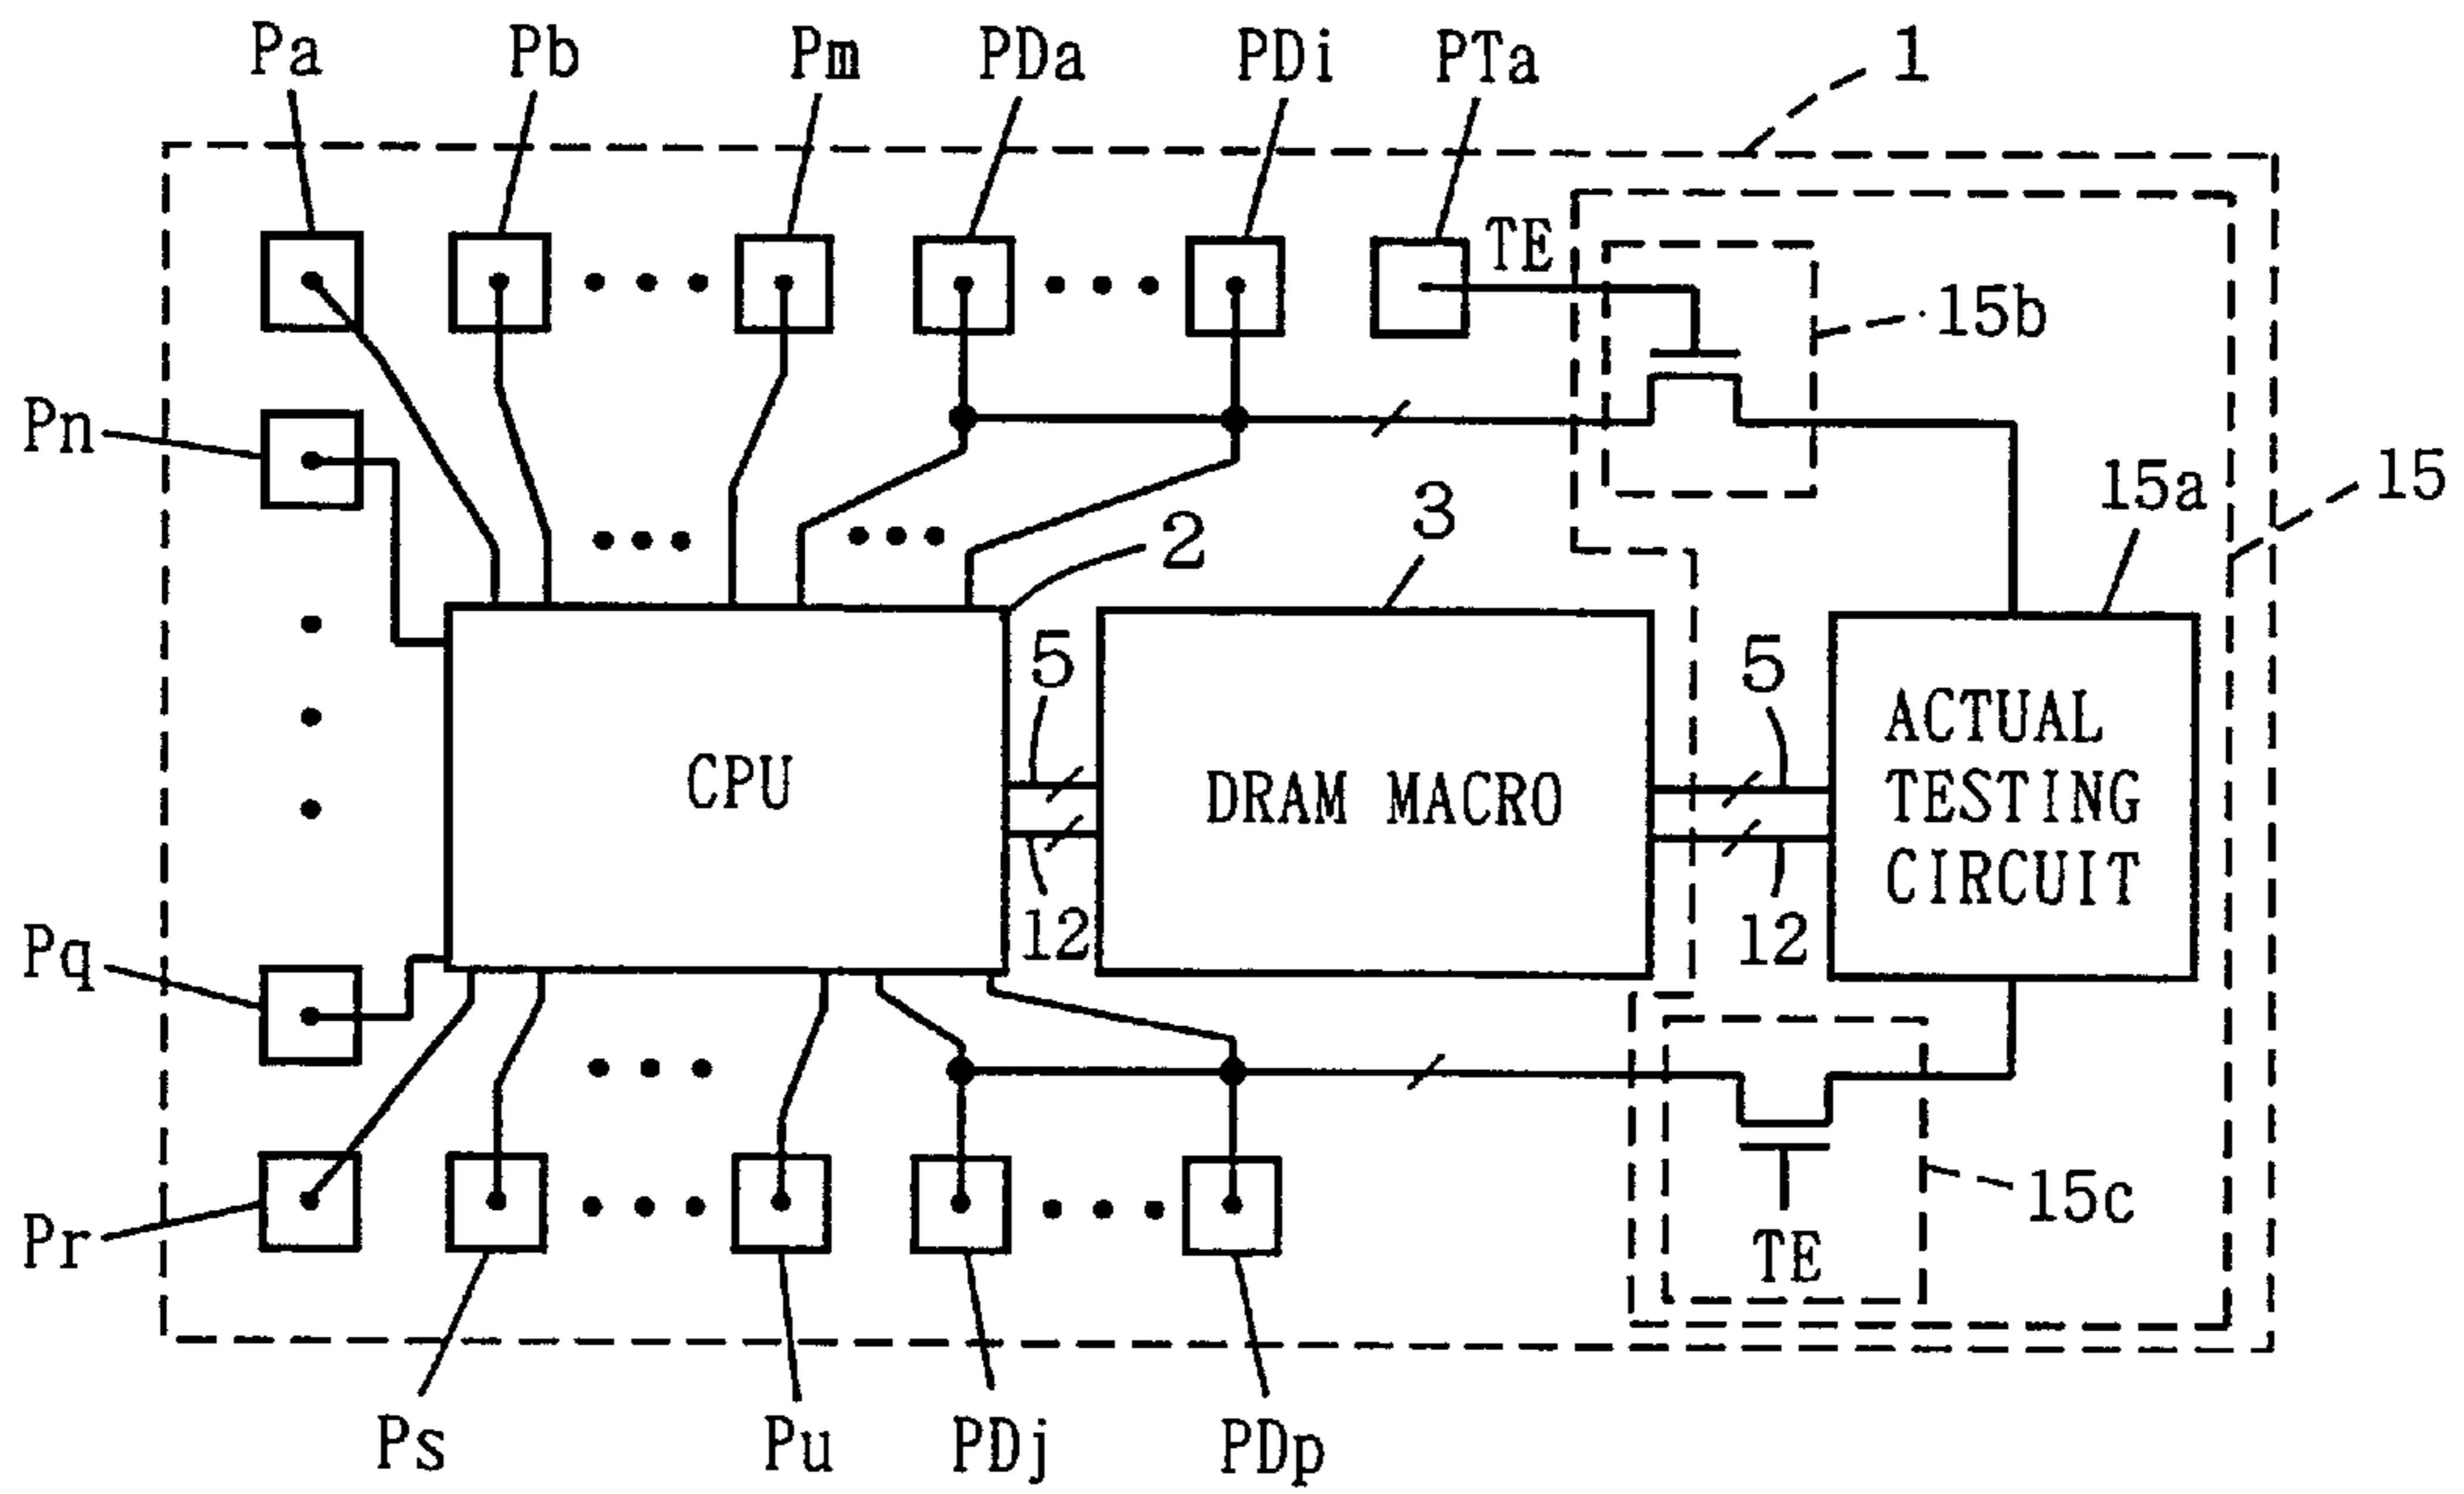 Pa Pb Pm PDa PDi PTa 1
TE
15b
Pn
15a 15
3
2
5 5
CPU
DRAM MACRO
ACTUAL
TESTING
CIRCUIT
12 12
Pq
Pr
15c
TE
Ps Pu PDj PDp